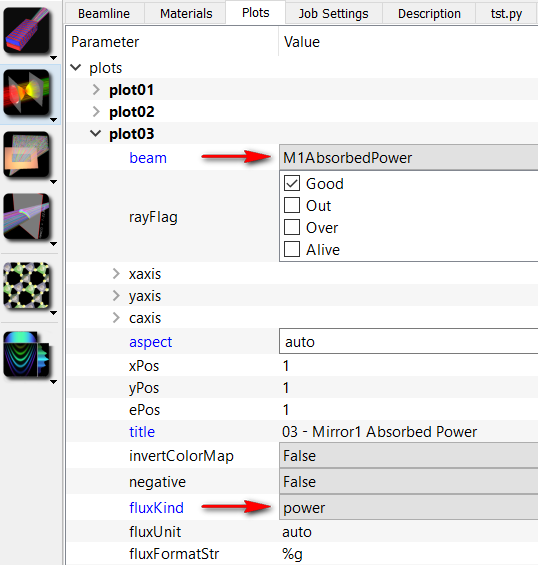 Beamline Materials Plots Job Settings Description tst.py
Parameter Value
plots
plot01
plot02
plot03
beam M1AbsorbedPower
rayFlag
Good
Out
Over
Alive
xaxis
yaxis
caxis
aspect auto
xPos 1
yPos 1
ePos 1
title 03 - Mirror1 Absorbed Power
invertColorMap False
negative False
fluxKind power
fluxUnit auto
fluxFormatStr %g